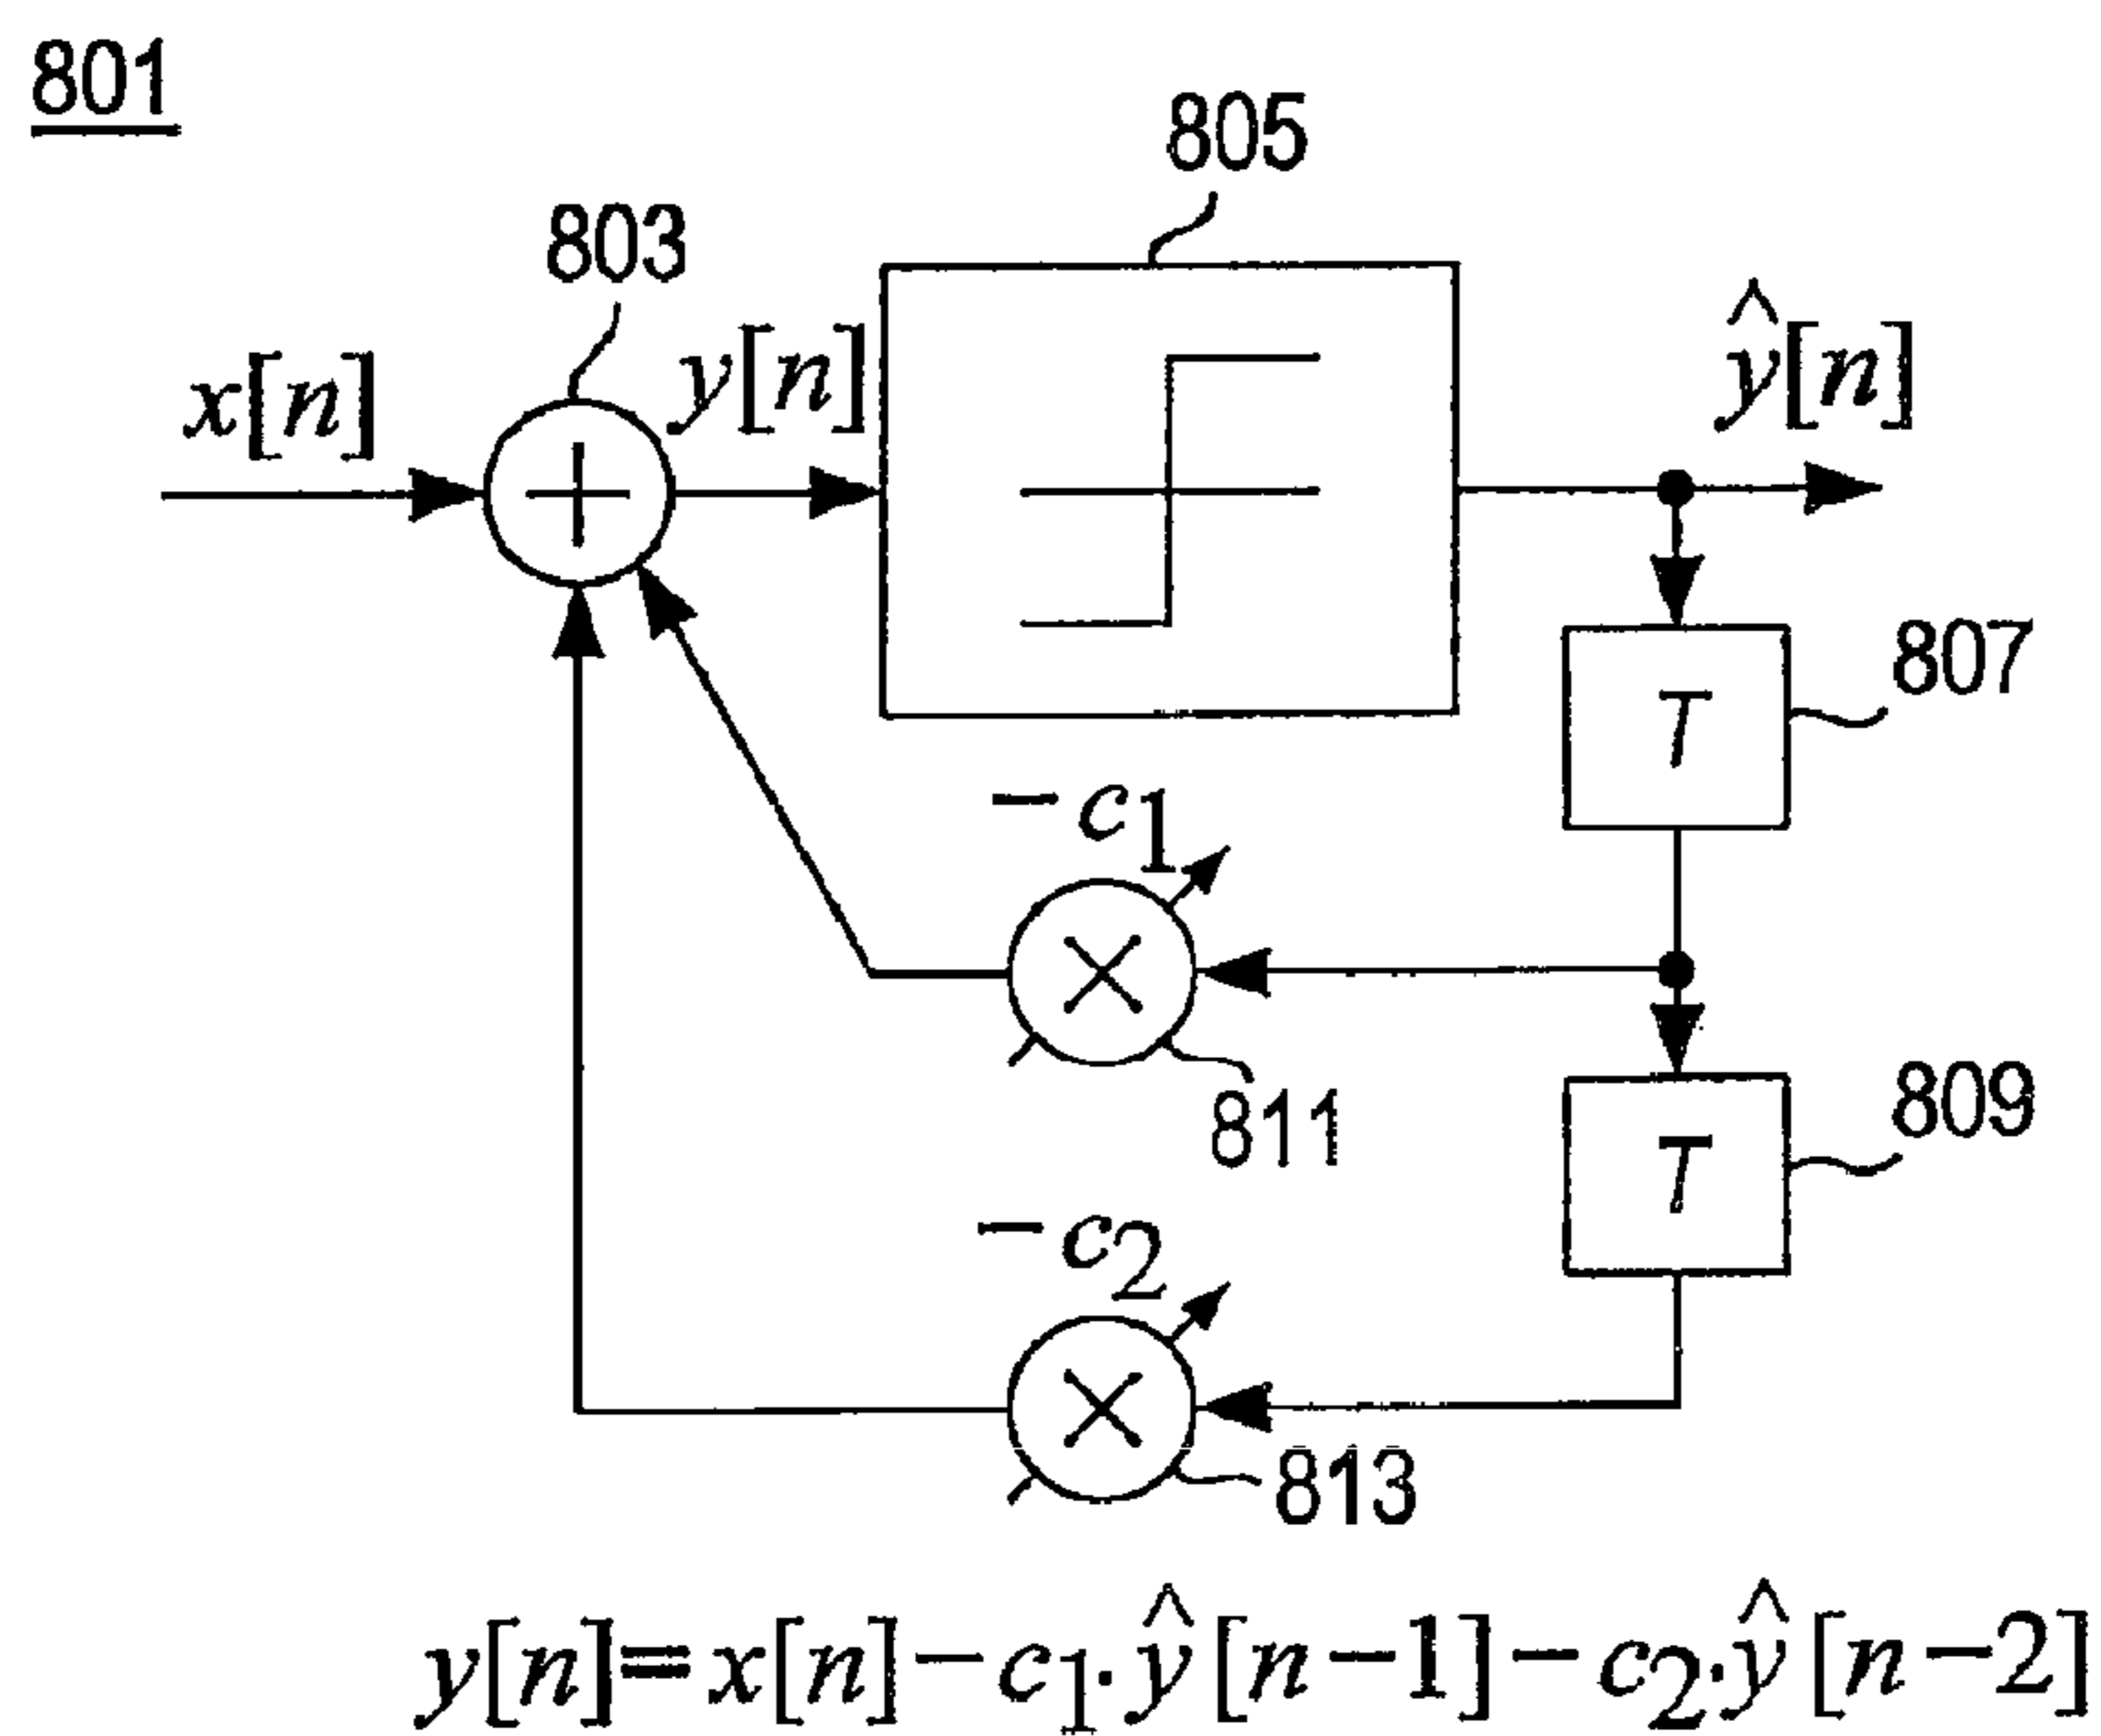 801
805
803
x[n]
y[n]
ŷ[n]
807
T
-c₁
811
809
T
-c₂
813
y[n]=x[n]-c₁·ŷ[n-1]-c₂·ŷ[n-2]